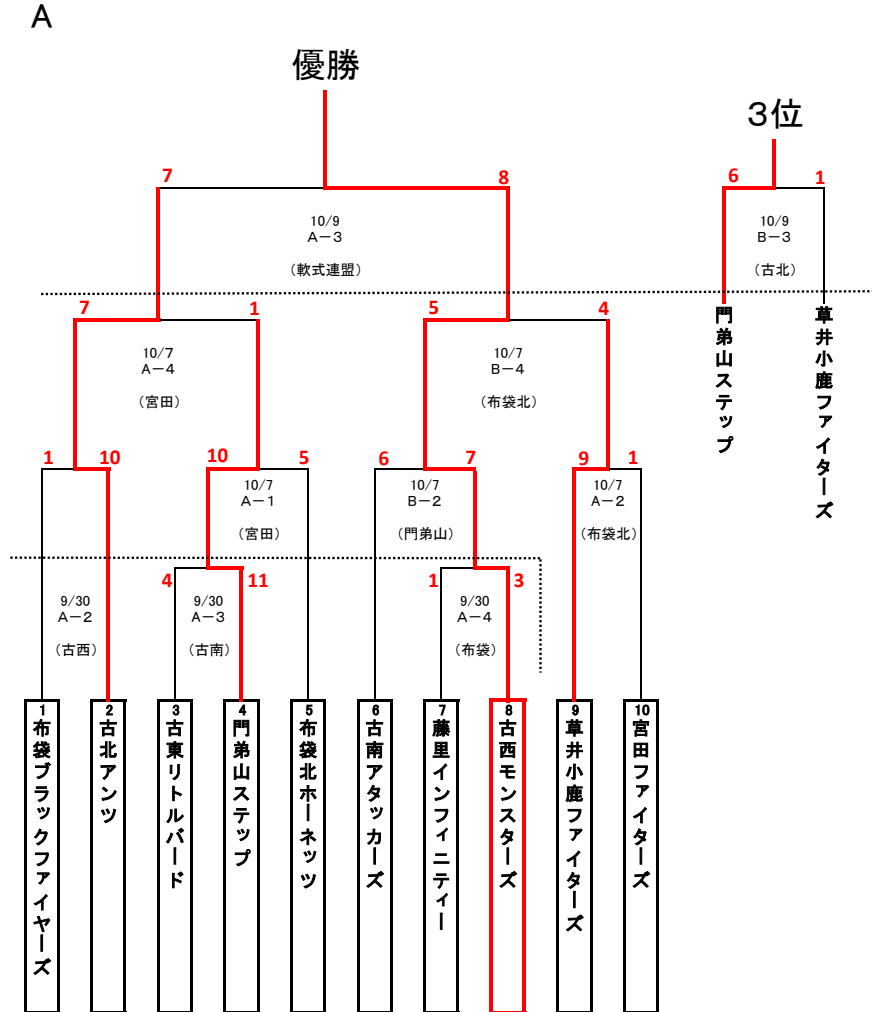 A
優勝
3位
7
8
6
1
10/9
A－3
（軟式連盟）
10/9
B－3
（古北）
7
1
5
4
門弟山ステップ
草井小鹿ファイターズ
10/7
A－4
（宮田）
10/7
B－4
（布袋北）
1
10
10
5
6
7
9
1
10/7
A－1
（宮田）
10/7
B－2
（門弟山）
10/7
A－2
（布袋北）
4
11
1
3
9/30
A－2
（古西）
9/30
A－3
（古南）
9/30
A－4
（布袋）
1
布袋ブラックファイヤーズ
2
古北アンツ
3
古東リトルバード
4
門弟山ステップ
5
布袋北ホーネッツ
6
古南アタッカーズ
7
藤里インフィニティー
8
古西モンスターズ
9
草井小鹿ファイターズ
10
宮田ファイターズ